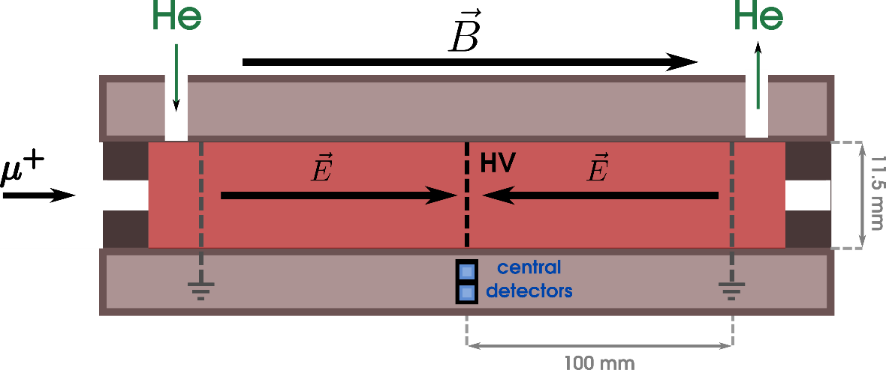 He
He
B⃗
μ+
E⃗
HV
E⃗
11.5 mm
central
detectors
100 mm